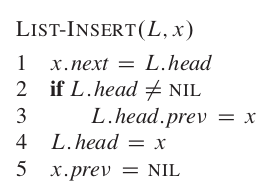 LIST-INSERT(L, x)
1 x.next = L.head
2 if L.head ≠ NIL
3 L.head.prev = x
4 L.head = x
5 x.prev = NIL